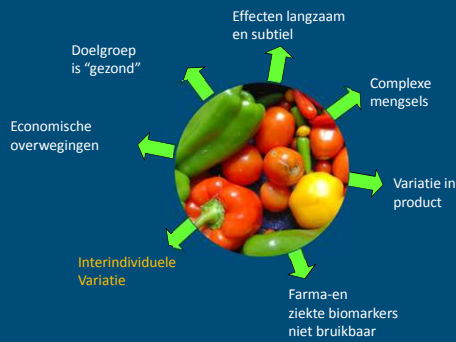 Effecten langzaam
en subtiel
Doelgroep
is “gezond”
Complexe
mengsels
Economische
overwegingen
Variatie in
product
Interindividuele
Variatie
Farma-en
ziekte biomarkers
niet bruikbaar